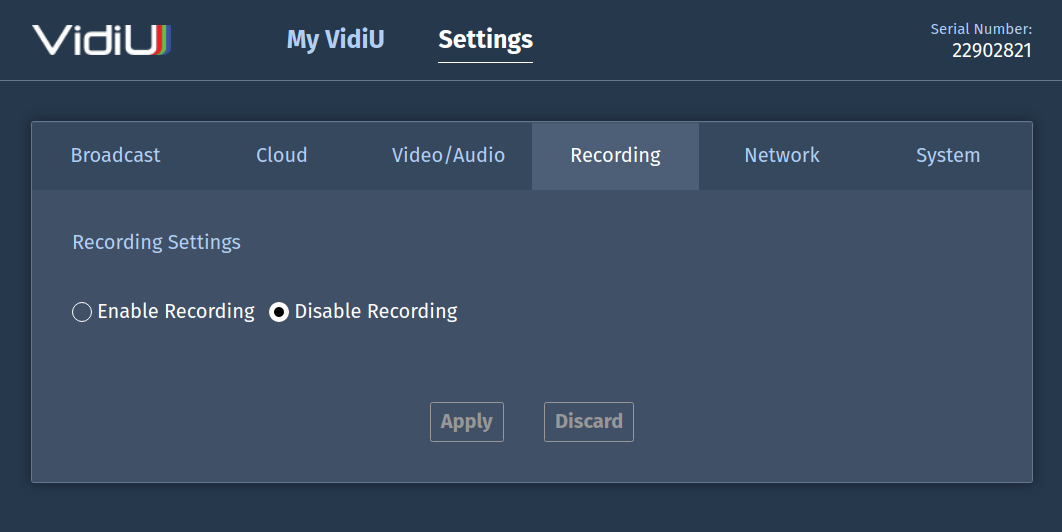 VidiU
My VidiU
Settings
Serial Number:
22902821
Broadcast
Cloud
Video/Audio
Recording
Network
System
Recording Settings
Enable Recording
Disable Recording
Apply
Discard